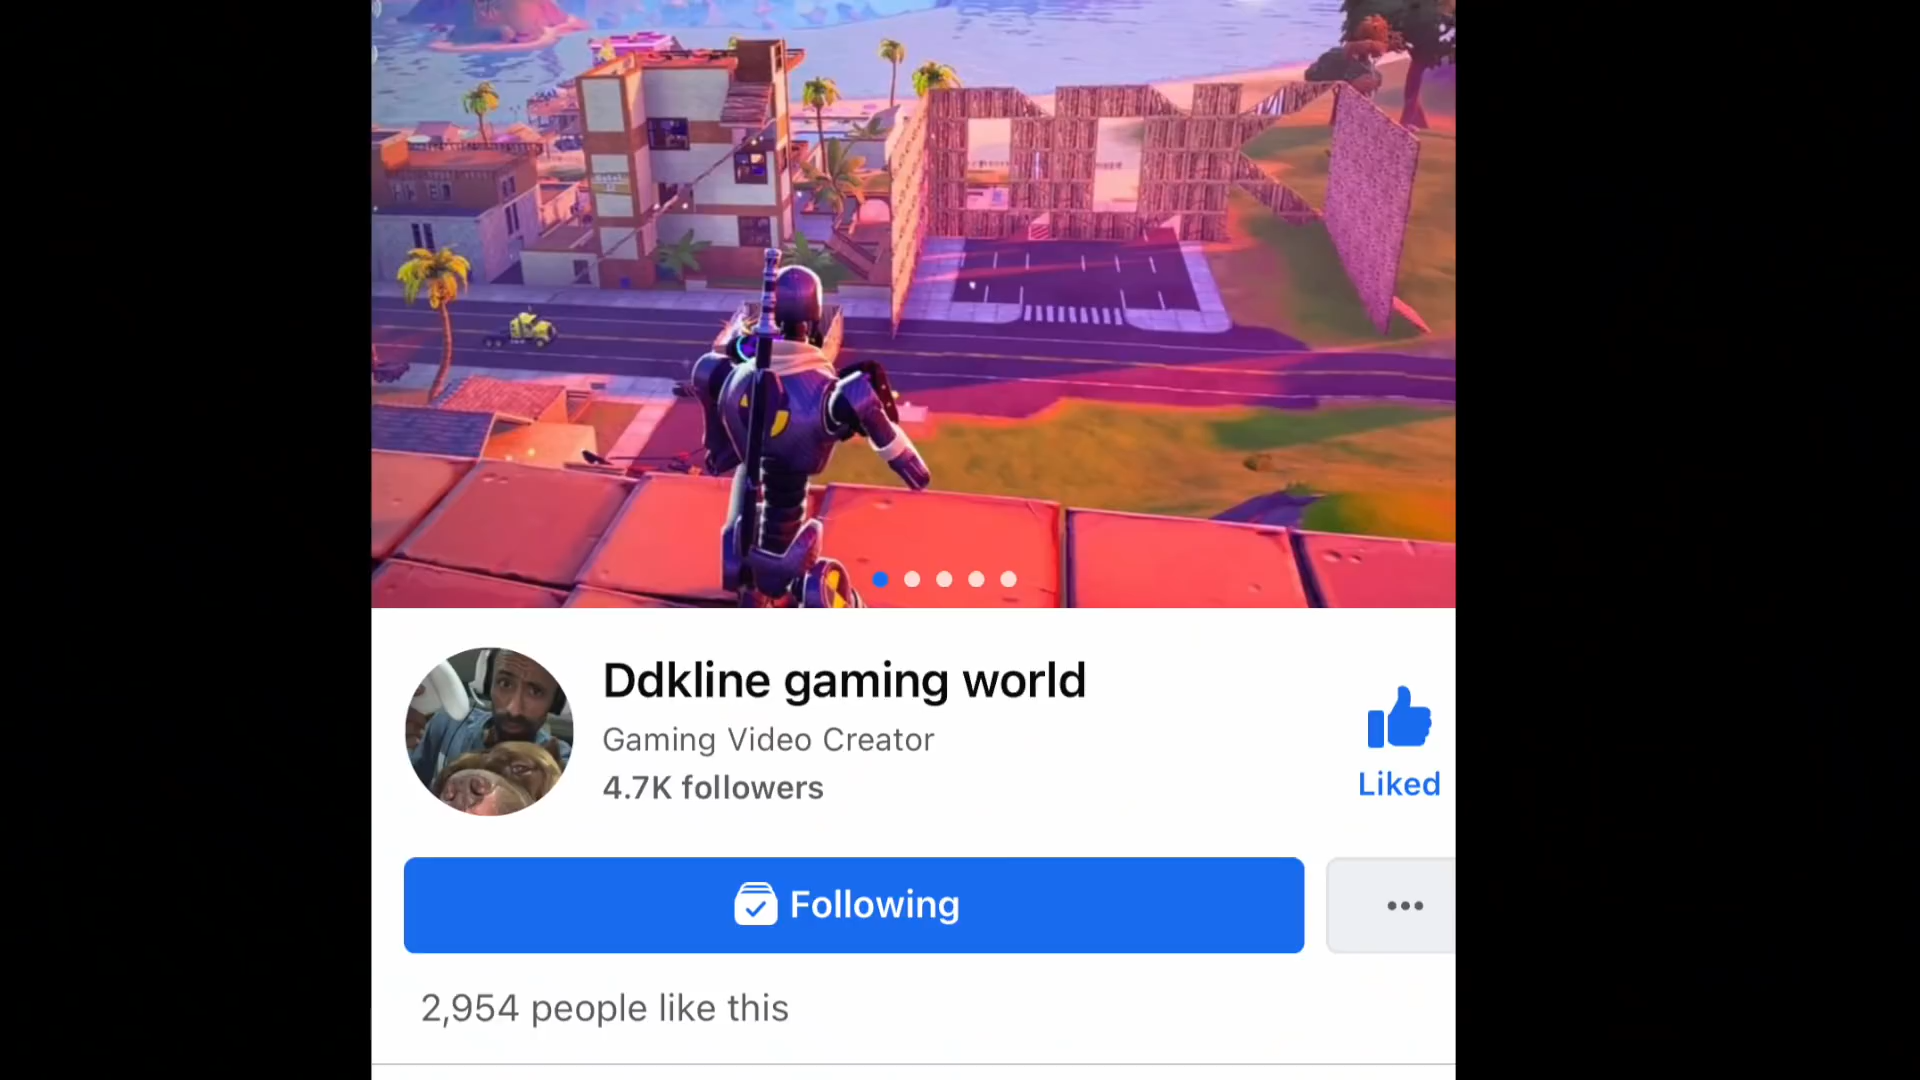 Ddkline gaming world
Gaming Video Creator
4.7K followers
Liked
Following
2,954 people like this